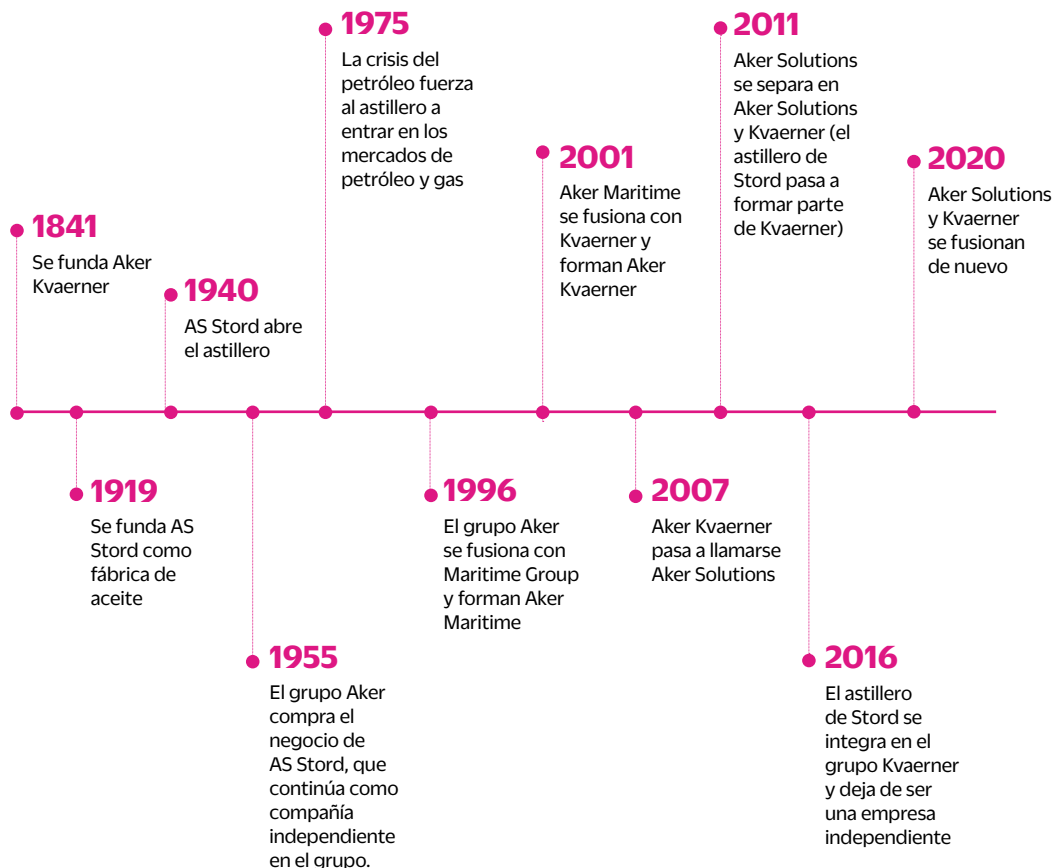 1841
Se funda Aker
Kvaerner
1919
Se funda AS
Stord como
fábrica de
aceite
1940
AS Stord abre
el astillero
1955
El grupo Aker
compra el
negocio de
AS Stord, que
continúa como
compañía
independiente
en el grupo.
1975
La crisis del
petróleo fuerza
al astillero a
entrar en los
mercados de
petróleo y gas
1996
El grupo Aker
se fusiona con
Maritime Group
y forman Aker
Maritime
2001
Aker Maritime
se fusiona con
Kvaerner y
forman Aker
Kvaerner
2007
Aker Kvaerner
pasa a llamarse
Aker Solutions
2011
Aker Solutions
se separa en
Aker Solutions
y Kvaerner (el
astillero de
Stord pasa a
formar parte
de Kvaerner)
2016
El astillero
de Stord se
integra en el
grupo Kvaerner
y deja de ser
una empresa
independiente
2020
Aker Solutions
y Kvaerner
se fusionan
de nuevo